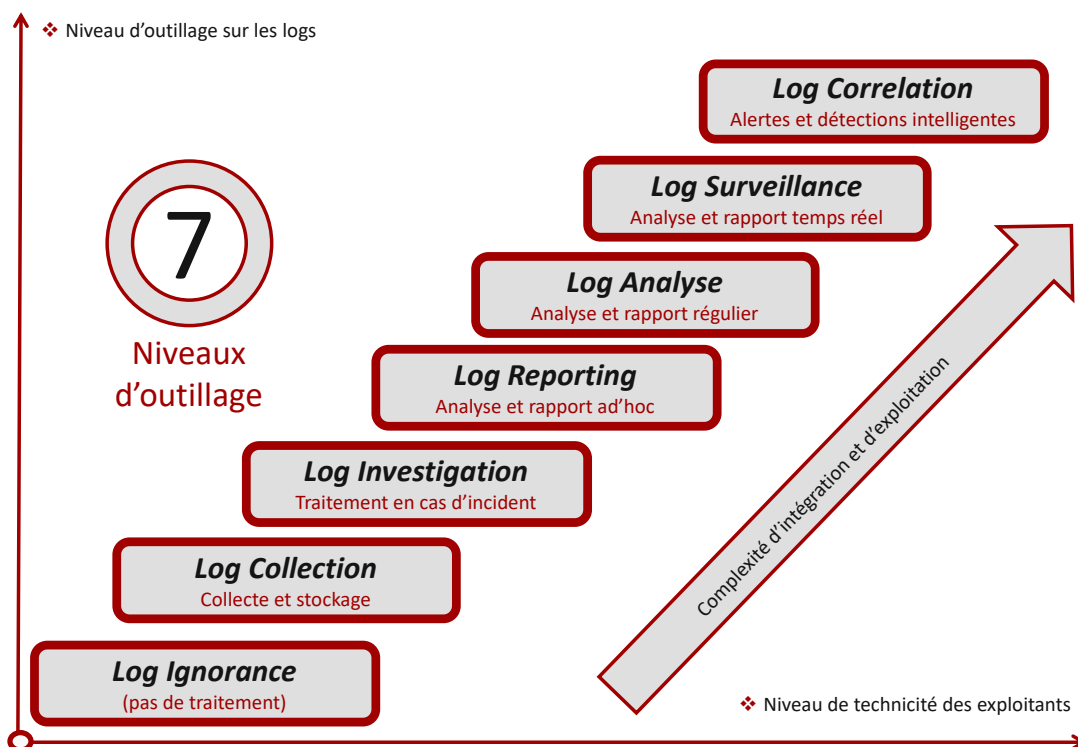 ❖ Niveau d'outillage sur les logs
Log Correlation
Alertes et détections intelligentes
Log Surveillance
Analyse et rapport temps réel
7
Niveaux
d'outillage
Log Analyse
Analyse et rapport régulier
Log Reporting
Analyse et rapport ad'hoc
Log Investigation
Traitement en cas d'incident
Log Collection
Collecte et stockage
Log Ignorance
(pas de traitement)
Complexité d'intégration et d'exploitation
❖ Niveau de technicité des exploitants